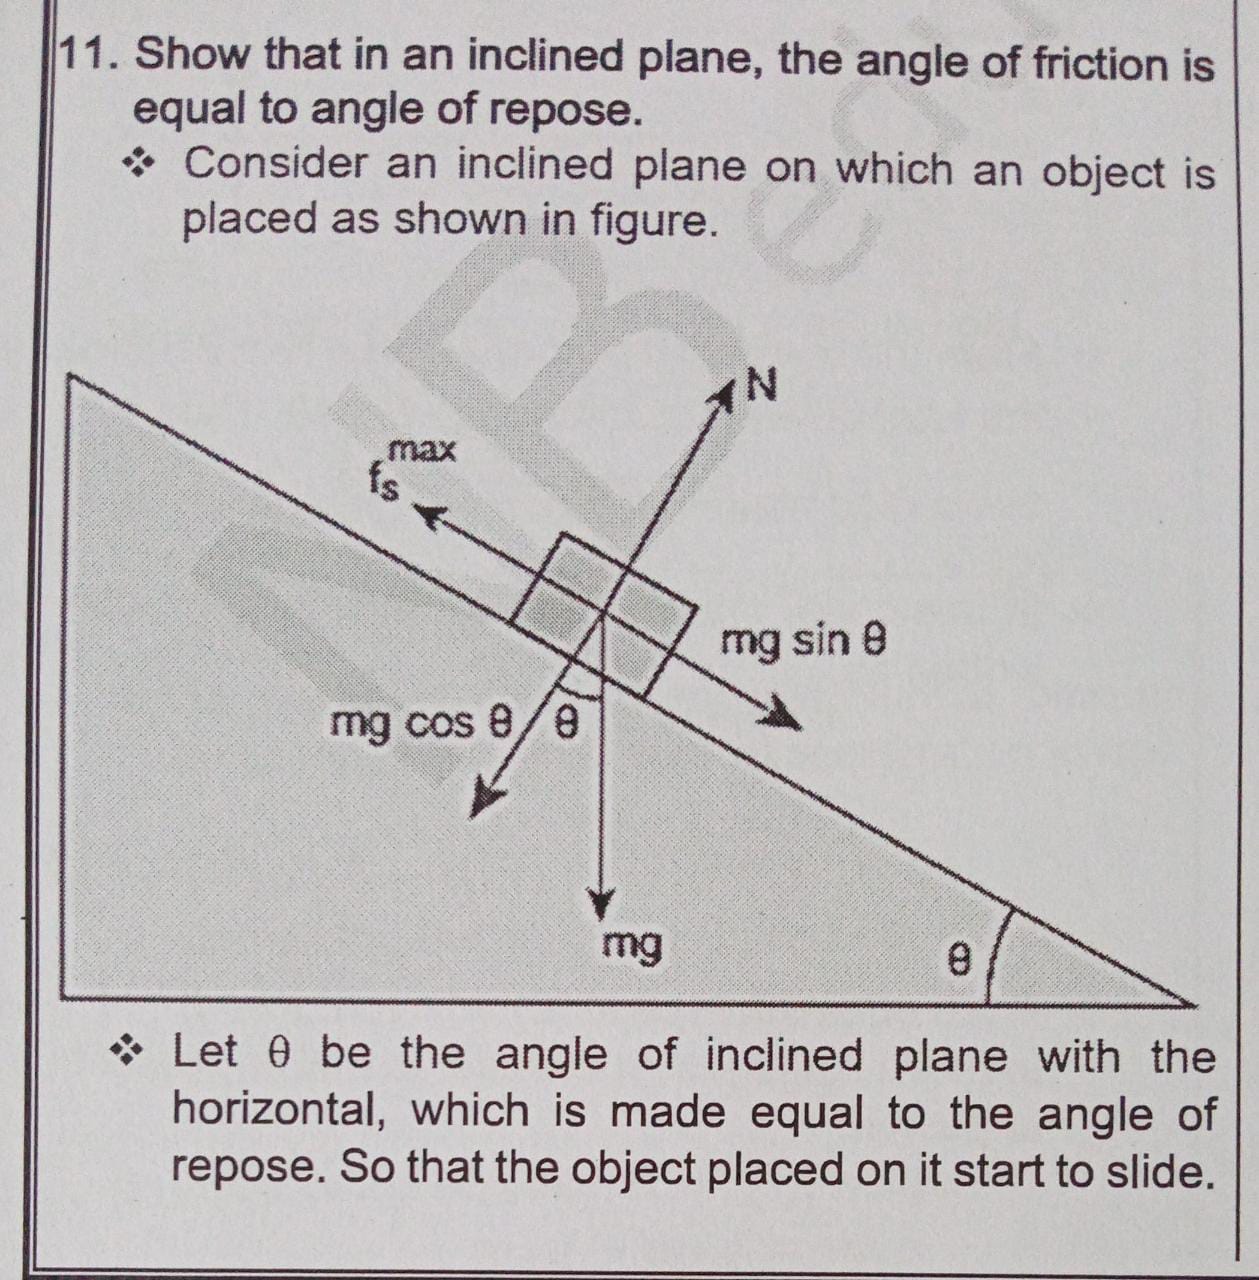 11. Show that in an inclined plane, the angle of friction is
equal to angle of repose.
❖ Consider an inclined plane on which an object is
placed as shown in figure.
N
max
fs
mg sin θ
mg cos θ
θ
mg
θ
❖ Let θ be the angle of inclined plane with the
horizontal, which is made equal to the angle of
repose. So that the object placed on it start to slide.